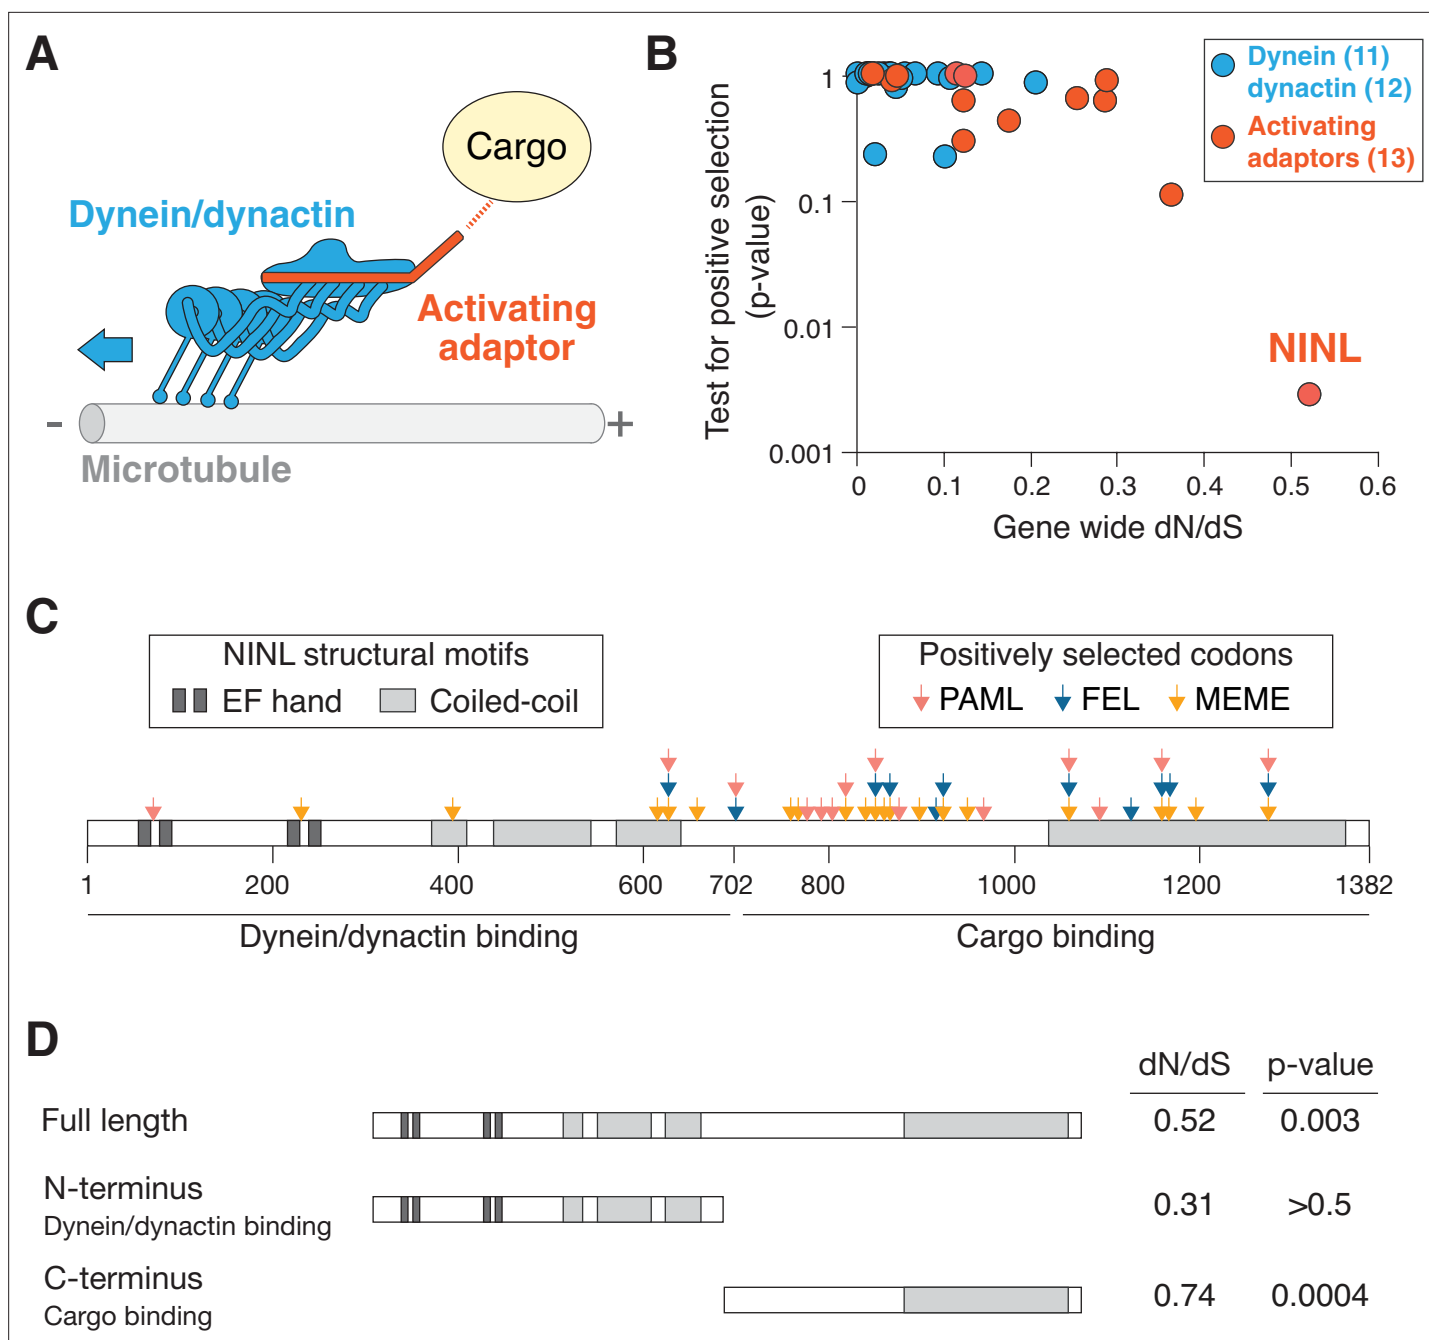 A
Cargo
Dynein/dynactin
Activating
adaptor
-
+
Microtubule
B
Test for positive selection
(p-value)
1
0.1
0.01
0.001
0
0.1
0.2
0.3
0.4
0.5
0.6
Gene wide dN/dS
Dynein (11)
dynactin (12)
Activating
adaptors (13)
NINL
C
NINL structural motifs
EF hand
Coiled-coil
Positively selected codons
PAML
FEL
MEME
1
200
400
600
702
800
1000
1200
1382
Dynein/dynactin binding
Cargo binding
D
dN/dS
p-value
Full length
0.52
0.003
N-terminus
Dynein/dynactin binding
0.31
>0.5
C-terminus
Cargo binding
0.74
0.0004